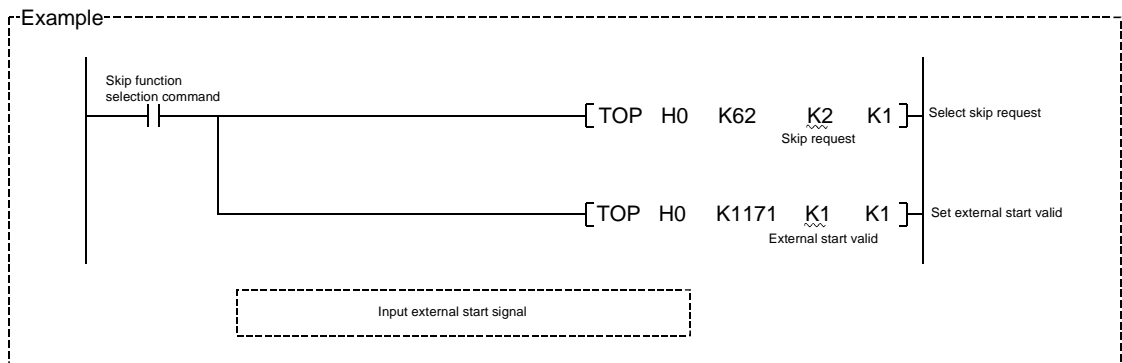 Example
Skip function
selection command
TOP H0 K62 K2 K1 Select skip request
Skip request
TOP H0 K1171 K1 K1 Set external start valid
External start valid
Input external start signal